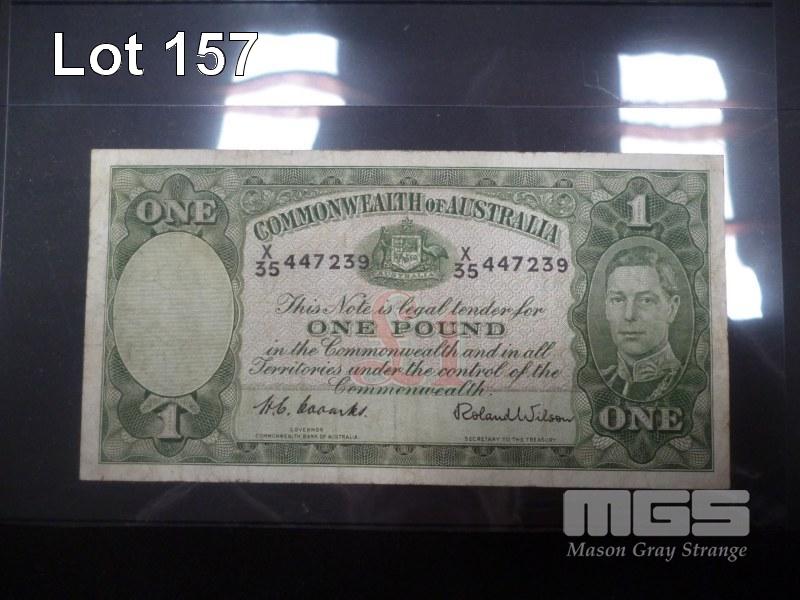 Lot 157
ONE
COMMONWEALTH OF AUSTRALIA
1
X/35 447239
AUSTRALIA
X/35 447239
This Note is legal tender for
ONE POUND
in the Commonwealth and in all
Territories under the control of the
Commonwealth.
£1
H.C. Coombs.
GOVERNOR
COMMONWEALTH BANK OF AUSTRALIA.
Roland Wilson
SECRETARY TO THE TREASURY.
1
ONE
MGS
Mason Gray Strange